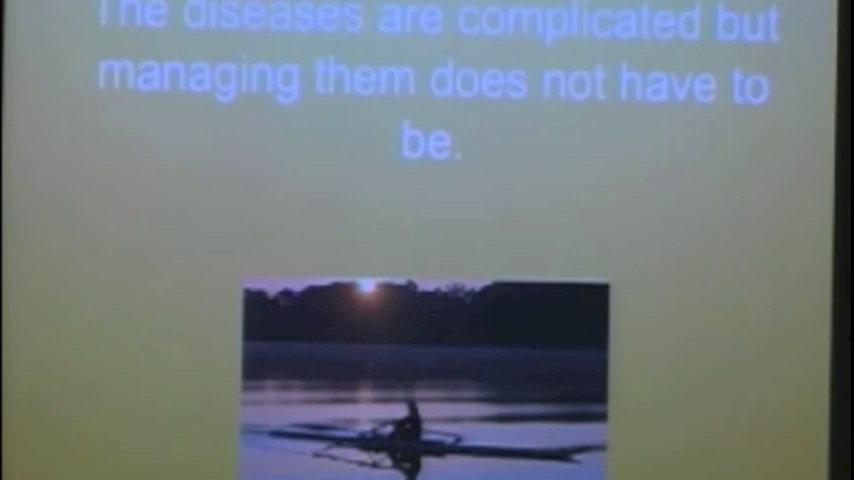 The diseases are complicated but
managing them does not have to
be.